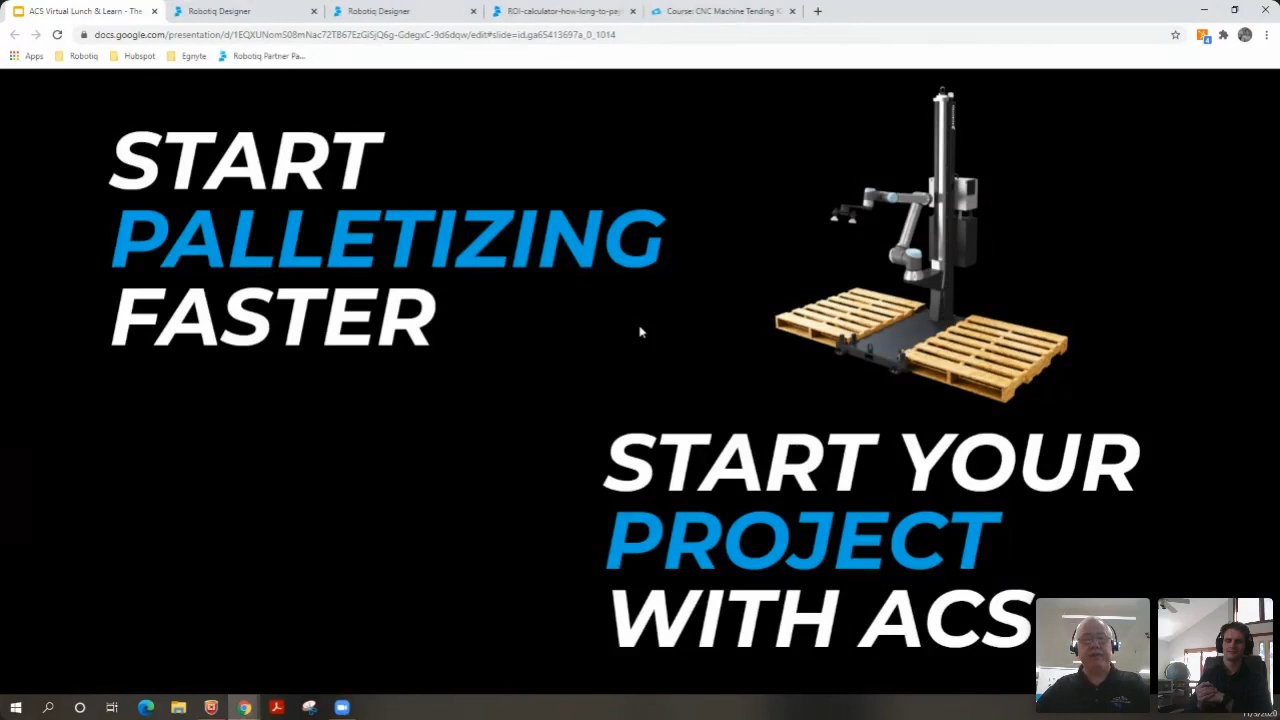 ACS Virtual Lunch & Learn - The
Robotiq Designer
Robotiq Designer
ROI-calculator-how-long-to-pay-
Course: CNC Machine Tending K
docs.google.com/presentation/d/1EQXUNomS08mNac72TB67EzGiSjQ6g-GdegxC-9d6dqw/edit#slide=id.ga65413697a_0_1014
Apps
Robotiq
Hubspot
Egnyte
Robotiq Partner Pa...
START
PALLETIZING
FASTER
START YOUR
PROJECT
WITH ACS